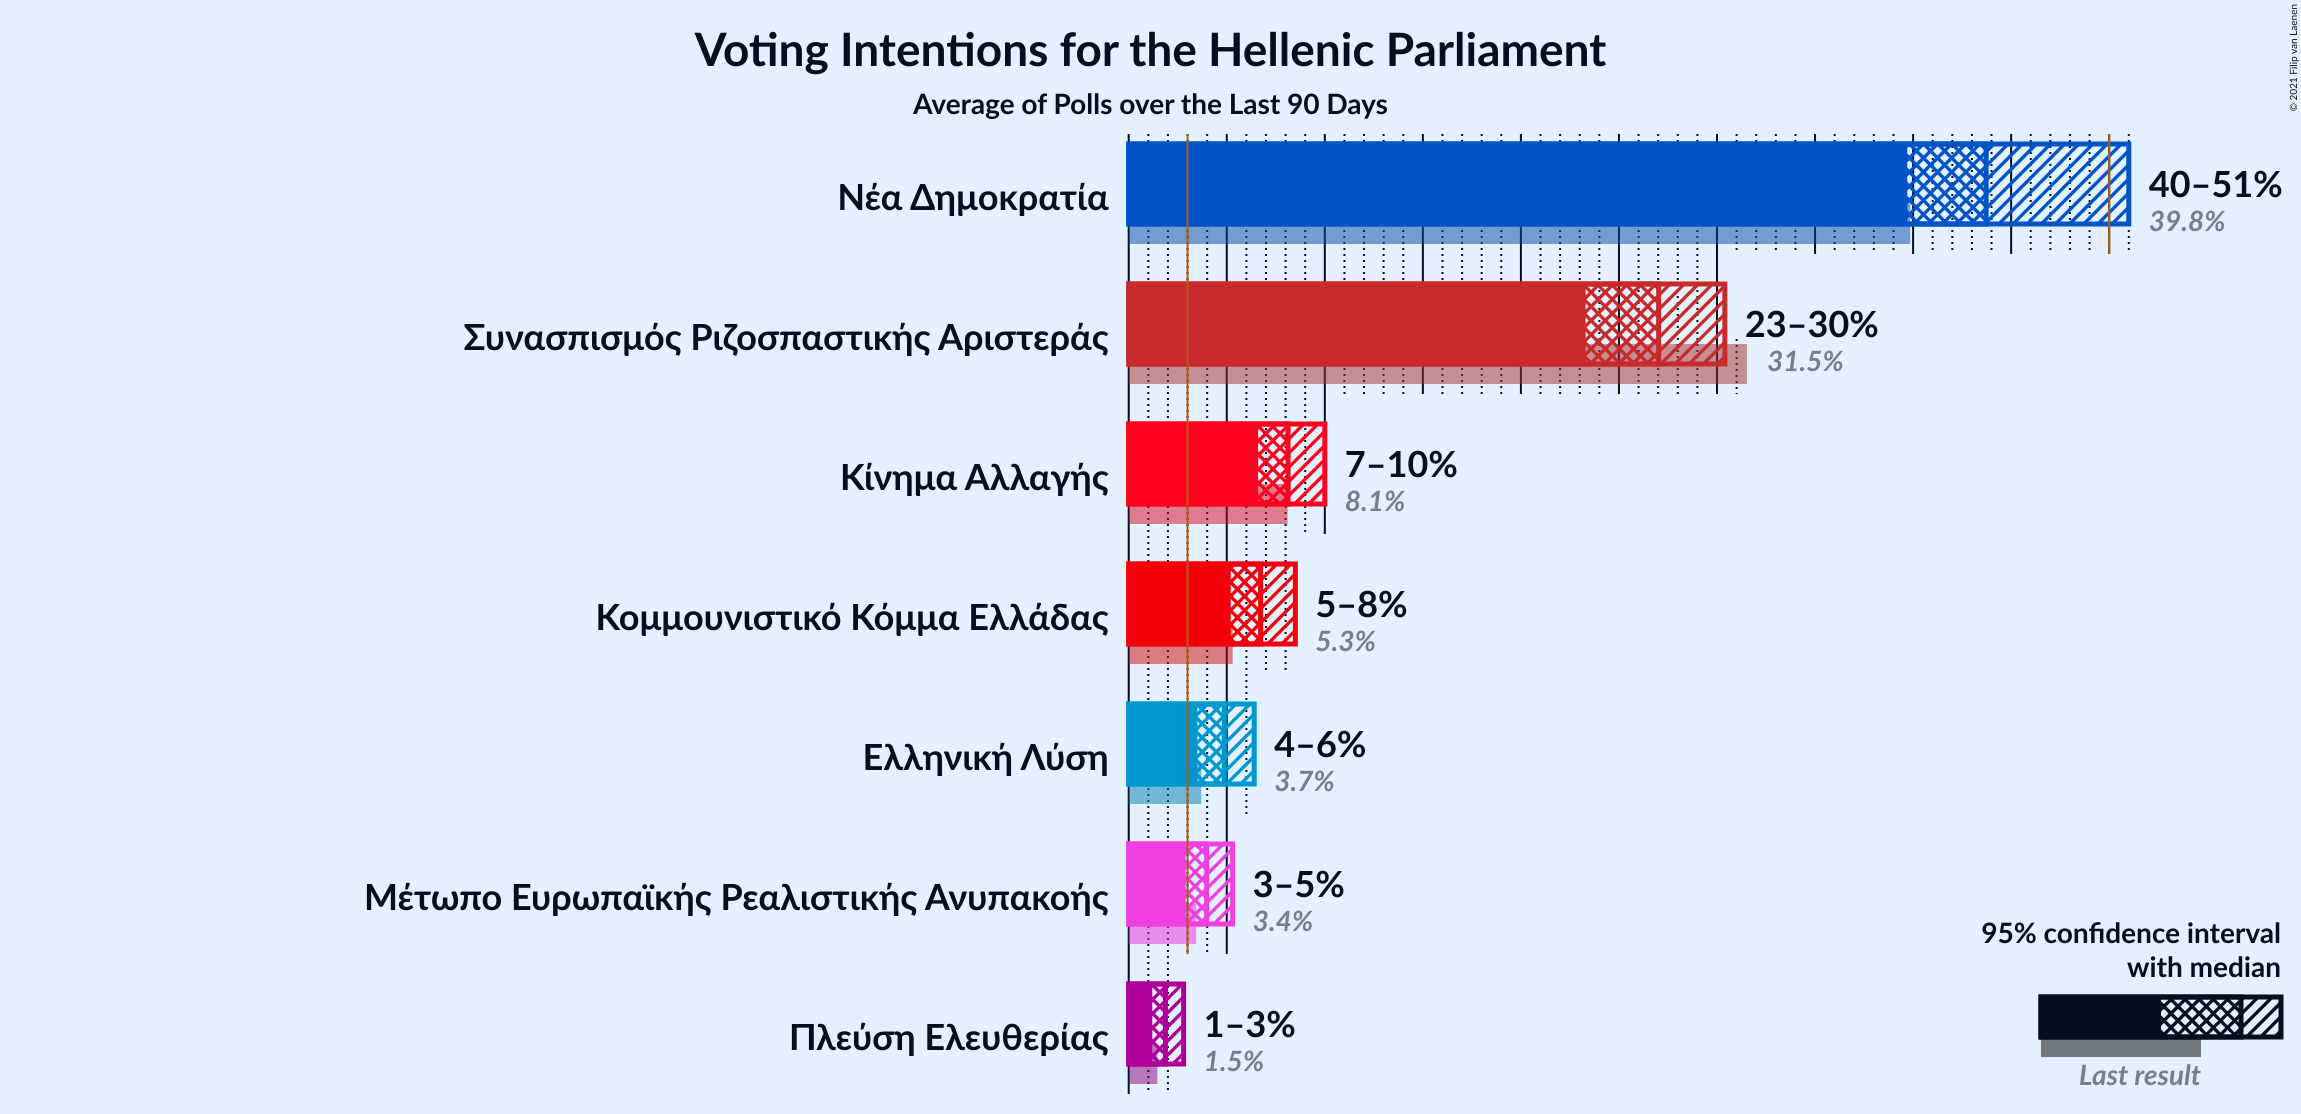 Voting Intentions for the Hellenic Parliament
Average of Polls over the Last 90 Days
© 2021 Filip van Laenen
Νέα Δημοκρατία
40–51%
39.8%
Συνασπισμός Ριζοσπαστικής Αριστεράς
23–30%
31.5%
Κίνημα Αλλαγής
7–10%
8.1%
Κομμουνιστικό Κόμμα Ελλάδας
5–8%
5.3%
Ελληνική Λύση
4–6%
3.7%
Μέτωπο Ευρωπαϊκής Ρεαλιστικής Ανυπακοής
3–5%
3.4%
Πλεύση Ελευθερίας
1–3%
1.5%
95% confidence interval
with median
Last result